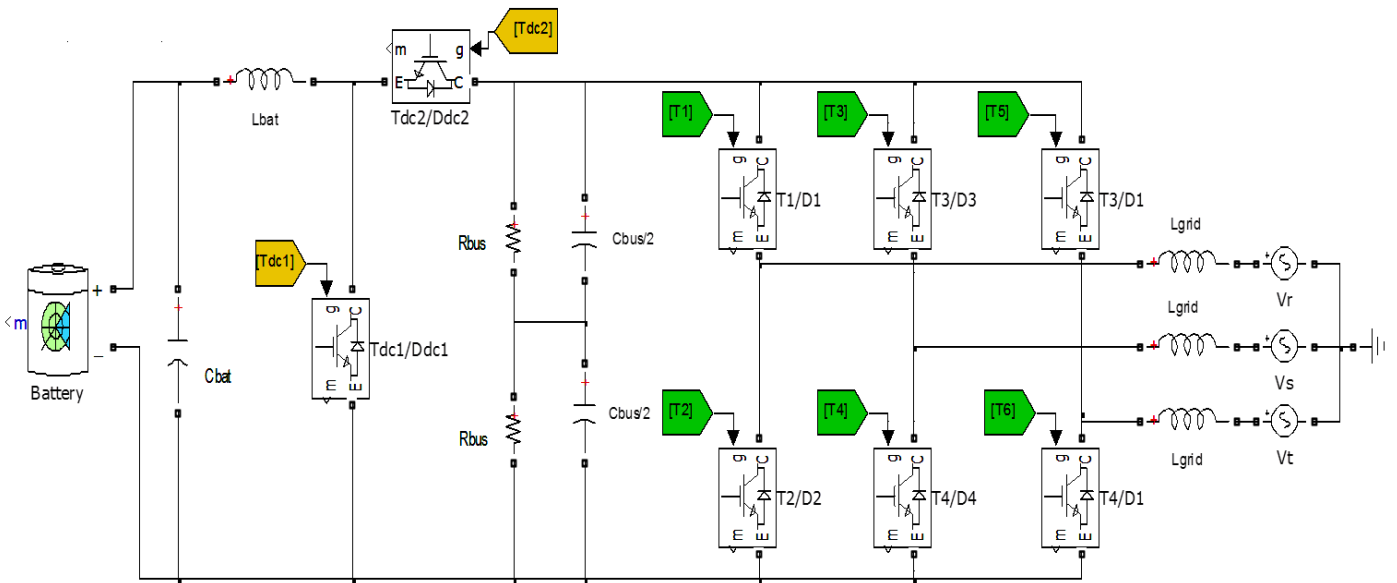 [Tdc2]
m
g
E
C
Tdc2/Ddc2
Lbat
[T1]
[T3]
[T5]
g
C
m
E
T1/D1
g
C
m
E
T3/D3
g
C
m
E
T3/D1
Rbus
Cbus/2
[Tdc1]
g
C
m
E
Tdc1/Ddc1
Lgrid
Vr
m
+
−
Battery
Cbat
Lgrid
Vs
Rbus
Cbus/2
[T2]
[T4]
[T6]
Lgrid
Vt
g
C
m
E
T2/D2
g
C
m
E
T4/D4
g
C
m
E
T4/D1